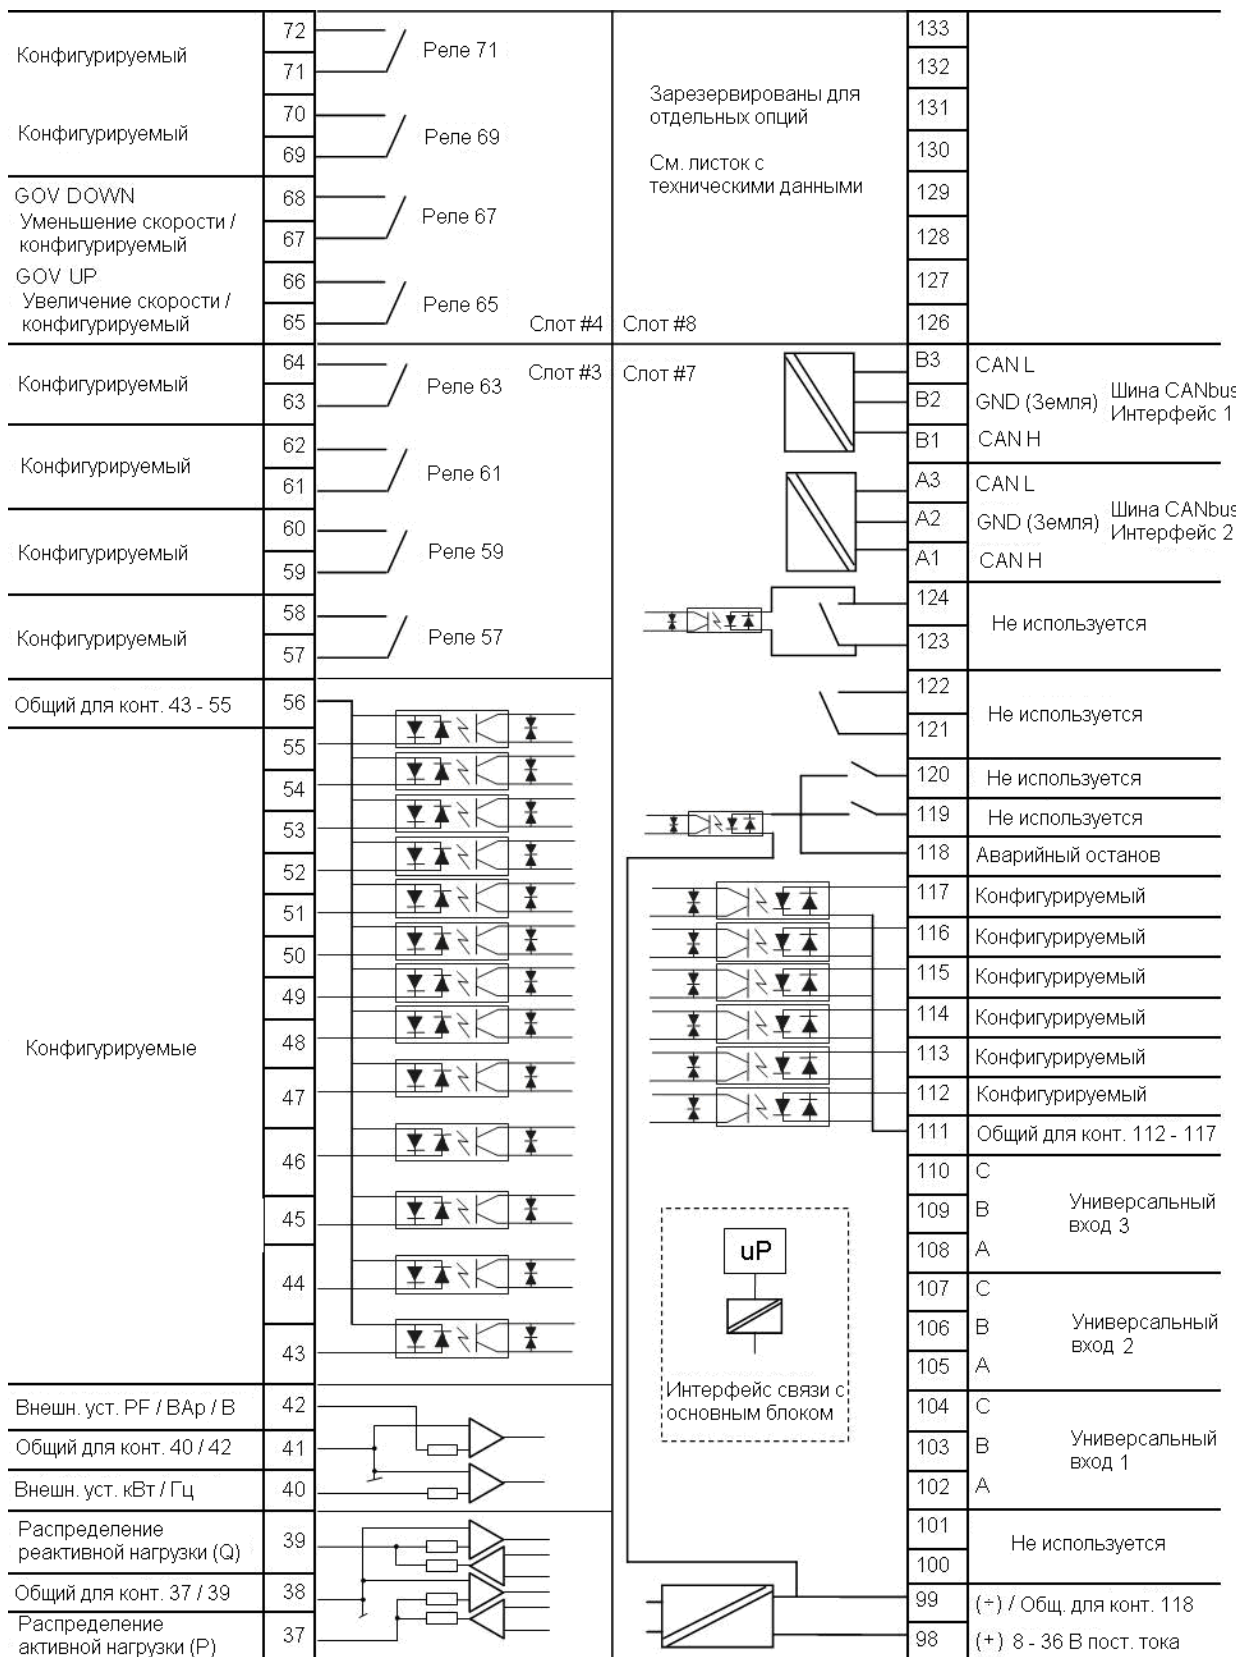 Конфигурируемый
72
71
Реле 71
Конфигурируемый
70
69
Реле 69
GOV DOWN
Уменьшение скорости /
конфигурируемый
68
67
Реле 67
GOV UP
Увеличение скорости /
конфигурируемый
66
65
Реле 65
Слот #4
Конфигурируемый
64
63
Реле 63
Слот #3
Конфигурируемый
62
61
Реле 61
Конфигурируемый
60
59
Реле 59
Конфигурируемый
58
57
Реле 57
Общий для конт. 43 - 55
56
Конфигурируемые
55
54
53
52
51
50
49
48
47
46
45
44
43
Внешн. уст. PF / ВАр / В
42
Общий для конт. 40 / 42
41
Внешн. уст. кВт / Гц
40
Распределение
реактивной нагрузки (Q)
39
Общий для конт. 37 / 39
38
Распределение
активной нагрузки (P)
37
Зарезервированы для
отдельных опций
См. листок с
техническими данными
Слот #8
133
132
131
130
129
128
127
126
Слот #7
B3
CAN L
B2
GND (Земля)
B1
CAN H
Шина CANbus
Интерфейс 1
A3
CAN L
A2
GND (Земля)
A1
CAN H
Шина CANbus
Интерфейс 2
124
123
Не используется
122
121
Не используется
120
Не используется
119
Не используется
118
Аварийный останов
117
Конфигурируемый
116
Конфигурируемый
115
Конфигурируемый
114
Конфигурируемый
113
Конфигурируемый
112
Конфигурируемый
111
Общий для конт. 112 - 117
110
C
109
B
108
A
Универсальный
вход 3
107
C
106
B
105
A
Универсальный
вход 2
104
C
103
B
102
A
Универсальный
вход 1
uP
Интерфейс связи с
основным блоком
101
100
Не используется
99
(÷) / Общ. для конт. 118
98
(+) 8 - 36 В пост. тока